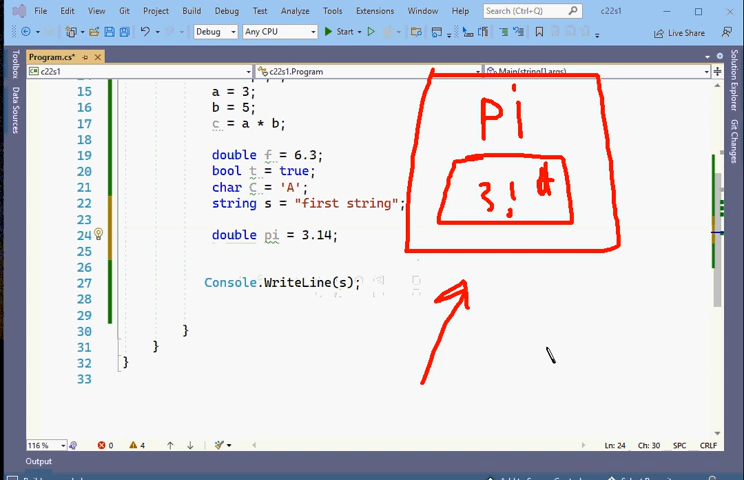 File Edit View Git Project Build Debug Test Analyze Tools Extensions Window Help Search (Ctrl+Q) c22s1
Debug Any CPU Start Live Share
Program.cs*
c22s1 c22s1.Program Main(string[] args)
Toolbox
Data Sources
Solution Explorer
Git Changes
15 a = 3;
16 b = 5;
17 c = a * b;
18
19 double f = 6.3;
20 bool t = true;
21 char C = 'A';
22 string s = "first string";
23
24 double pi = 3.14;
25
26
27 Console.WriteLine(s);
28
29
30 }
31 }
32 }
33
pi
116 % 0 4 Ln: 24 Ch: 30 SPC CRLF
Output